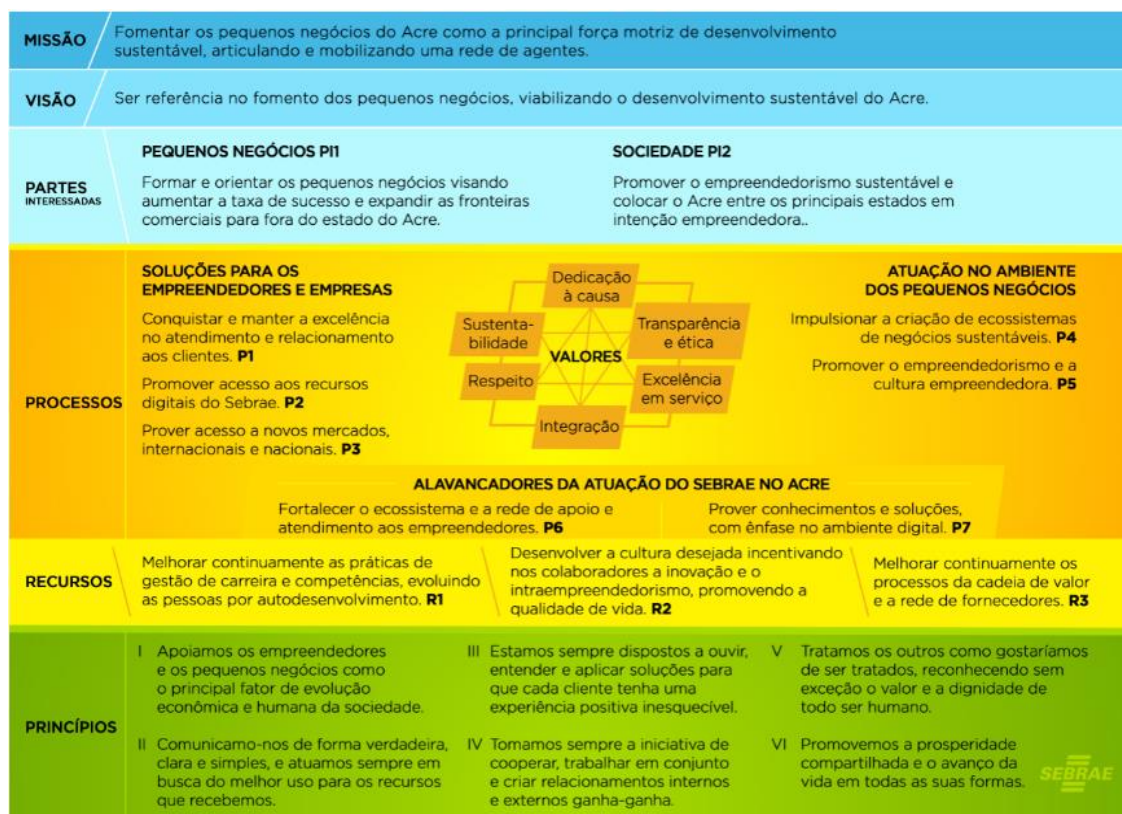 MISSÃO
Fomentar os pequenos negócios do Acre como a principal força motriz de desenvolvimento
sustentável, articulando e mobilizando uma rede de agentes.
VISÃO
Ser referência no fomento dos pequenos negócios, viabilizando o desenvolvimento sustentável do Acre.
PARTES
INTERESSADAS
PEQUENOS NEGÓCIOS PI1
Formar e orientar os pequenos negócios visando
aumentar a taxa de sucesso e expandir as fronteiras
comerciais para fora do estado do Acre.
SOCIEDADE PI2
Promover o empreendedorismo sustentável e
colocar o Acre entre os principais estados em
intenção empreendedora..
PROCESSOS
SOLUÇÕES PARA OS
EMPREENDEDORES E EMPRESAS
Conquistar e manter a excelência
no atendimento e relacionamento
aos clientes. P1
Promover acesso aos recursos
digitais do Sebrae. P2
Prover acesso a novos mercados,
internacionais e nacionais. P3
Dedicação
à causa
Sustenta-
bilidade
Transparência
e ética
VALORES
Respeito
Excelência
em serviço
Integração
ATUAÇÃO NO AMBIENTE
DOS PEQUENOS NEGÓCIOS
Impulsionar a criação de ecossistemas
de negócios sustentáveis. P4
Promover o empreendedorismo e a
cultura empreendedora. P5
ALAVANCADORES DA ATUAÇÃO DO SEBRAE NO ACRE
Fortalecer o ecossistema e a rede de apoio e
atendimento aos empreendedores. P6
Prover conhecimentos e soluções,
com ênfase no ambiente digital. P7
RECURSOS
Melhorar continuamente as práticas de
gestão de carreira e competências, evoluindo
as pessoas por autodesenvolvimento. R1
Desenvolver a cultura desejada incentivando
nos colaboradores a inovação e o
intraempreendedorismo, promovendo a
qualidade de vida. R2
Melhorar continuamente os
processos da cadeia de valor
e a rede de fornecedores. R3
PRINCÍPIOS
I Apoiamos os empreendedores
e os pequenos negócios como
o principal fator de evolução
econômica e humana da sociedade.
II Comunicamo-nos de forma verdadeira,
clara e simples, e atuamos sempre em
busca do melhor uso para os recursos
que recebemos.
III Estamos sempre dispostos a ouvir,
entender e aplicar soluções para
que cada cliente tenha uma
experiência positiva inesquecível.
IV Tomamos sempre a iniciativa de
cooperar, trabalhar em conjunto
e criar relacionamentos internos
e externos ganha-ganha.
V Tratamos os outros como gostaríamos
de ser tratados, reconhecendo sem
exceção o valor e a dignidade de
todo ser humano.
VI Promovemos a prosperidade
compartilhada e o avanço da
vida em todas as suas formas.
SEBRAE